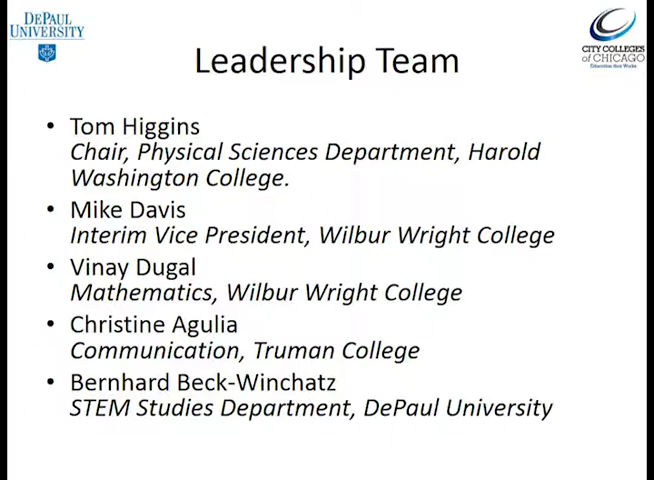 DEPAUL
UNIVERSITY
CITY COLLEGES
of CHICAGO
Education that Works
Leadership Team
• Tom Higgins
Chair, Physical Sciences Department, Harold
Washington College.
• Mike Davis
Interim Vice President, Wilbur Wright College
• Vinay Dugal
Mathematics, Wilbur Wright College
• Christine Agulia
Communication, Truman College
• Bernhard Beck-Winchatz
STEM Studies Department, DePaul University